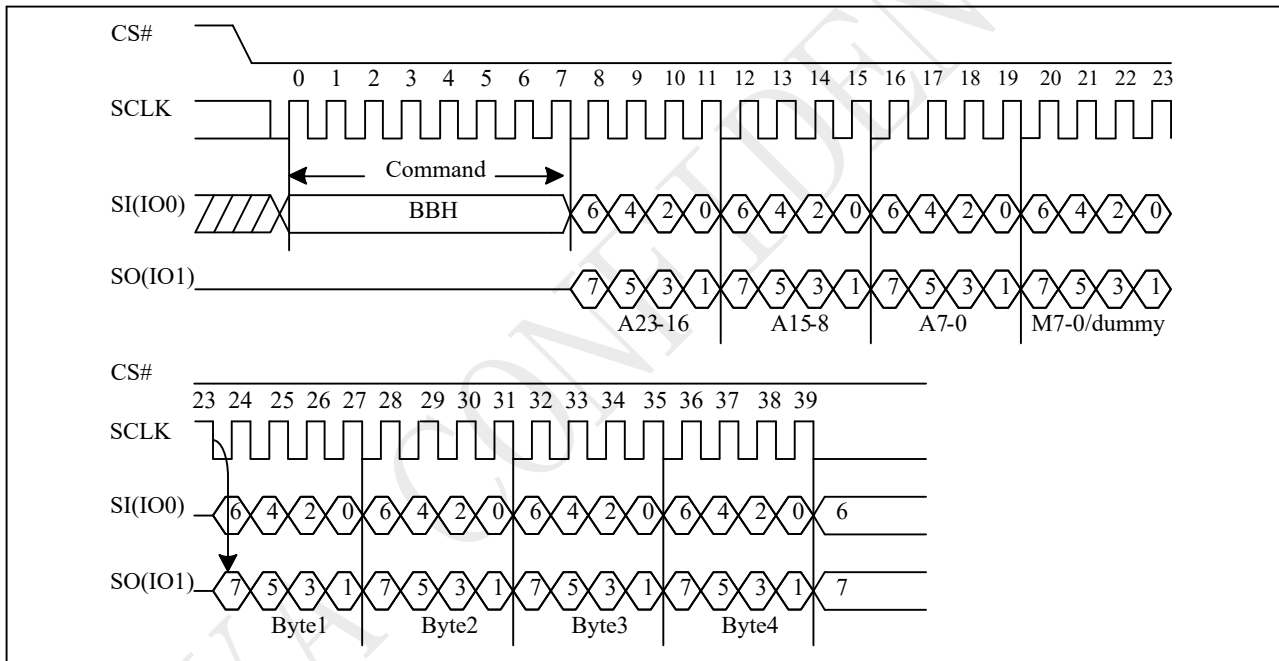 CS#
0 1 2 3 4 5 6 7 8 9 10 11 12 13 14 15 16 17 18 19 20 21 22 23
SCLK
Command
SI(IO0) BBH 6 4 2 0 6 4 2 0 6 4 2 0 6 4 2 0
SO(IO1) 7 5 3 1 7 5 3 1 7 5 3 1 7 5 3 1
A23-16 A15-8 A7-0 M7-0/dummy
CS#
23 24 25 26 27 28 29 30 31 32 33 34 35 36 37 38 39
SCLK
SI(IO0) 6 4 2 0 6 4 2 0 6 4 2 0 6 4 2 0 6
SO(IO1) 7 5 3 1 7 5 3 1 7 5 3 1 7 5 3 1 7
Byte1 Byte2 Byte3 Byte4